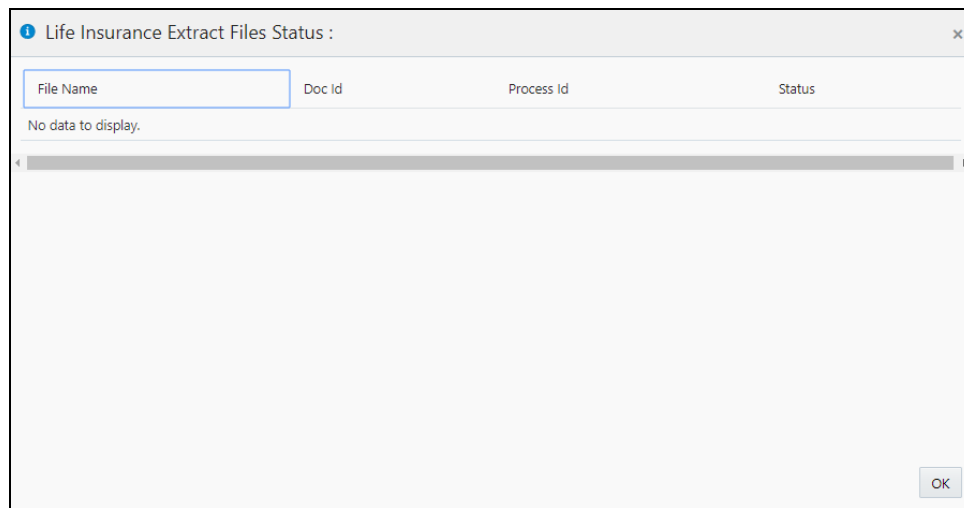 Life Insurance Extract Files Status :
File Name Doc Id Process Id Status
No data to display.
OK